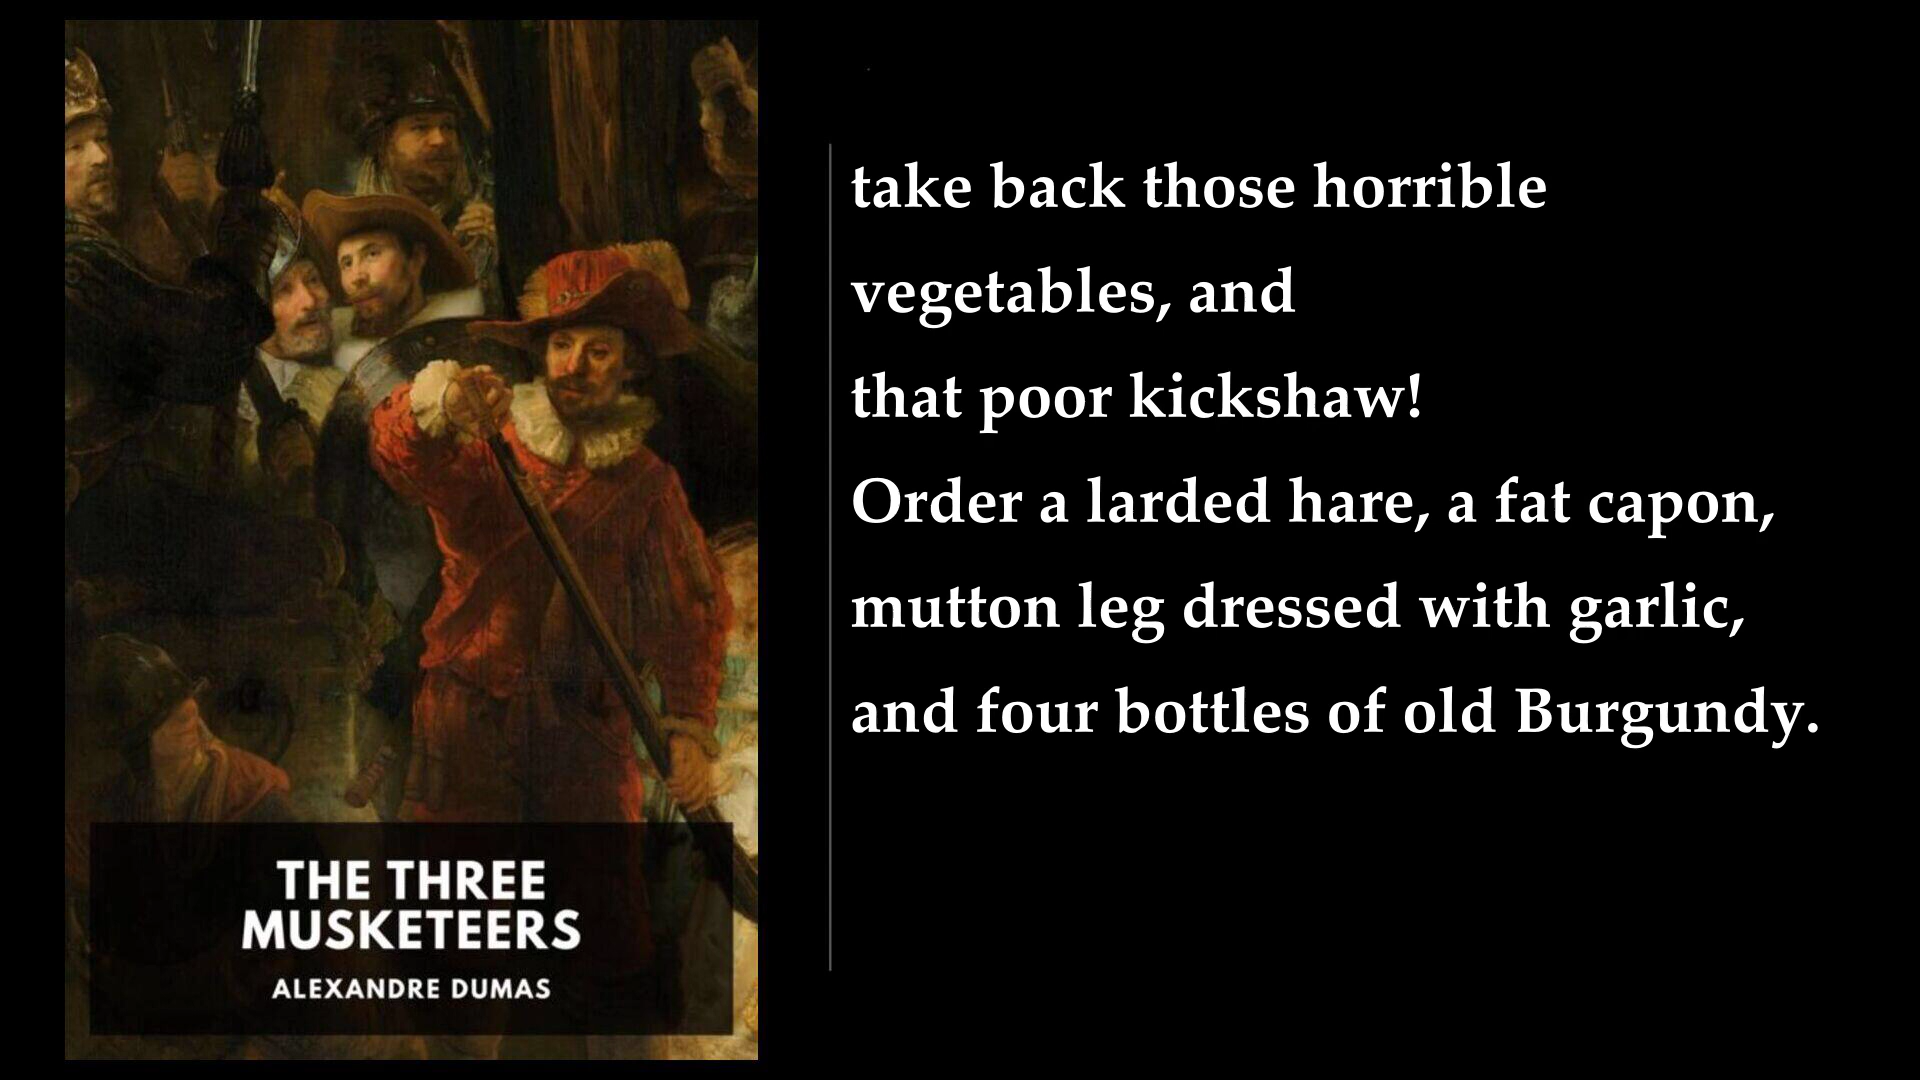 THE THREE
MUSKETEERS
ALEXANDRE DUMAS
take back those horrible
vegetables, and
that poor kickshaw!
Order a larded hare, a fat capon,
mutton leg dressed with garlic,
and four bottles of old Burgundy.